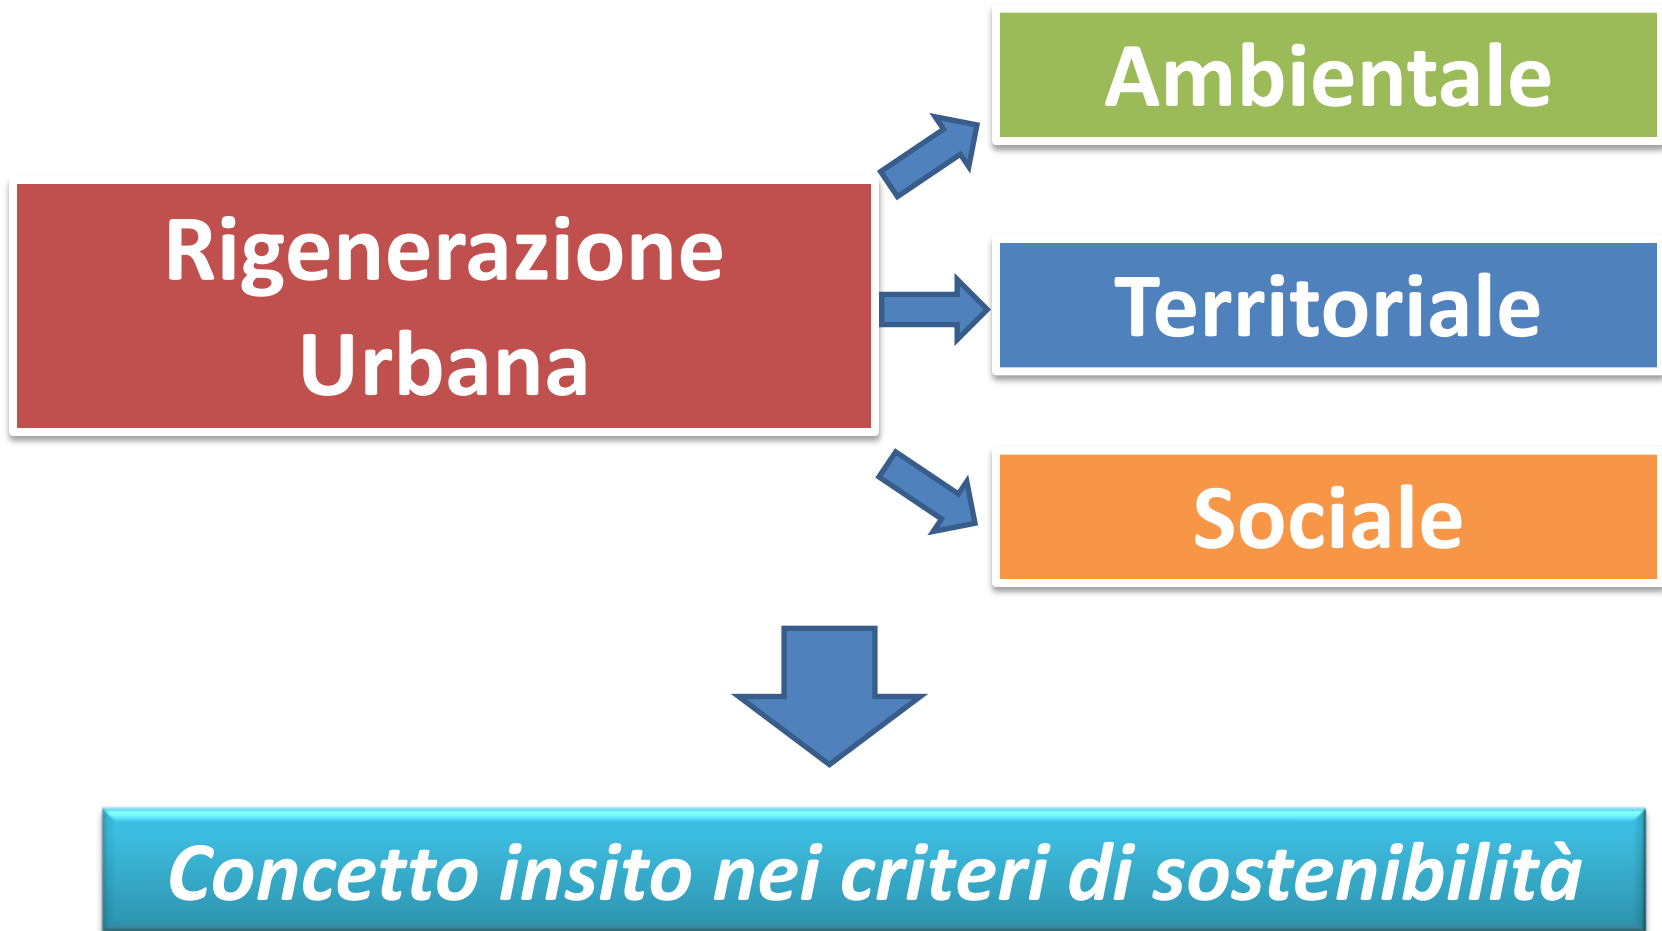 Ambientale
Rigenerazione
Urbana
Territoriale
Sociale
Concetto insito nei criteri di sostenibilità